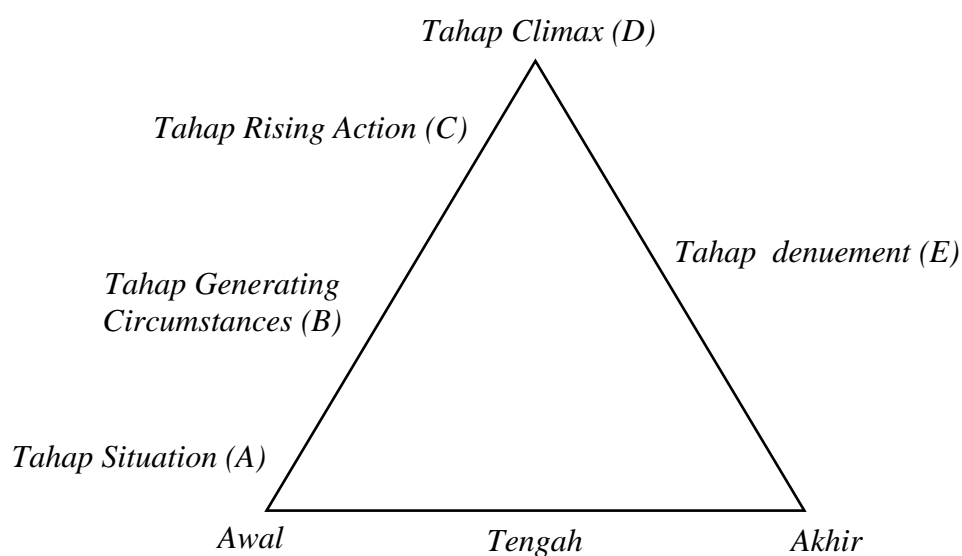 Tahap Climax (D)
Tahap Rising Action (C)
Tahap denuement (E)
Tahap Generating
Circumstances (B)
Tahap Situation (A)
Awal
Tengah
Akhir